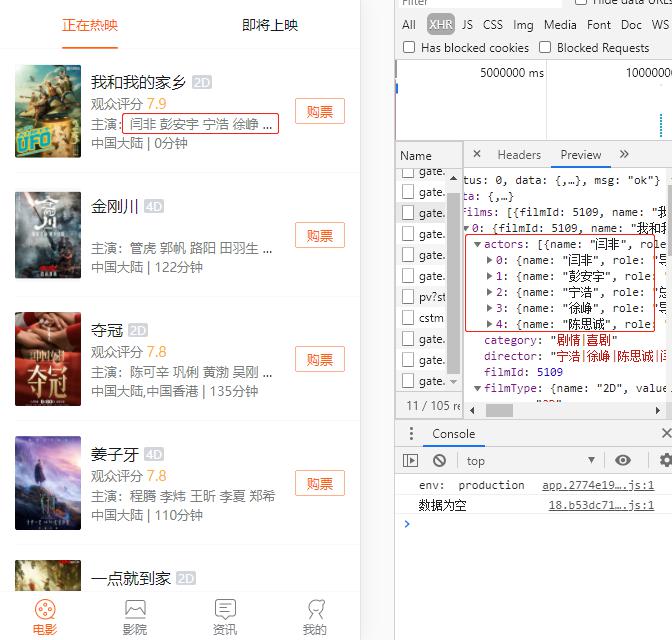 正在热映 即将上映
我和我的家乡 2D
观众评分 7.9
主演: 闫非 彭安宇 宁浩 徐峥 ...
中国大陆 | 0分钟
购票
UFO
金刚川 4D
主演: 管虎 郭帆 路阳 田羽生 ...
中国大陆 | 122分钟
购票
夺冠 2D
观众评分 7.8
主演: 陈可辛 巩俐 黄渤 吴刚 ...
中国大陆,中国香港 | 135分钟
购票
夺冠
姜子牙 4D
观众评分 7.8
主演: 程腾 李炜 王昕 李夏 郑希
中国大陆 | 110分钟
购票
一点就到家 2D
电影 影院 资讯 我的
Filter Hide data URLs
All XHR JS CSS Img Media Font Doc WS
Has blocked cookies Blocked Requests
5000000 ms 1000000
Name × Headers Preview »
gate.
gate.
gate.
gate.
gate.
gate.
pv?st
cstm
gate.
gate.
gate.
11 / 105 re
tus: 0, data: {,…}, msg: "ok"}
ta: {,…}
films: [{filmId: 5109, name: "我
0: {filmId: 5109, name: "我和我
actors: [{name: "闫非", role
0: {name: "闫非", role: "导
1: {name: "彭安宇", role:
2: {name: "宁浩", role: "总
3: {name: "徐峥", role: "导
4: {name: "陈思诚", role:
category: "剧情|喜剧"
director: "宁浩|徐峥|陈思诚|闫
filmId: 5109
filmType: {name: "2D", value
Console ×
top
env: production app.2774e19….js:1
数据为空 18.b53dc71….js:1